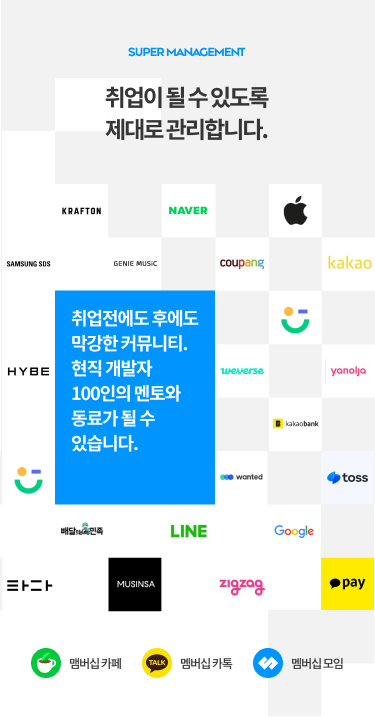 SUPER MANAGEMENT
취업이 될 수 있도록
제대로 관리합니다.
KRAFTON
NAVER
SAMSUNG SDS
GENIE MUSIC
coupang
kakao
취업전에도 후에도
막강한 커뮤니티.
현직 개발자
100인의 멘토와
동료가 될 수
있습니다.
HYBE
weverse
yanolja
B kakaobank
wanted
toss
배달의민족
LINE
Google
타다
MUSINSA
zigzag
pay
맴버십 카페
TALK
멤버십 카톡
멤버십 모임